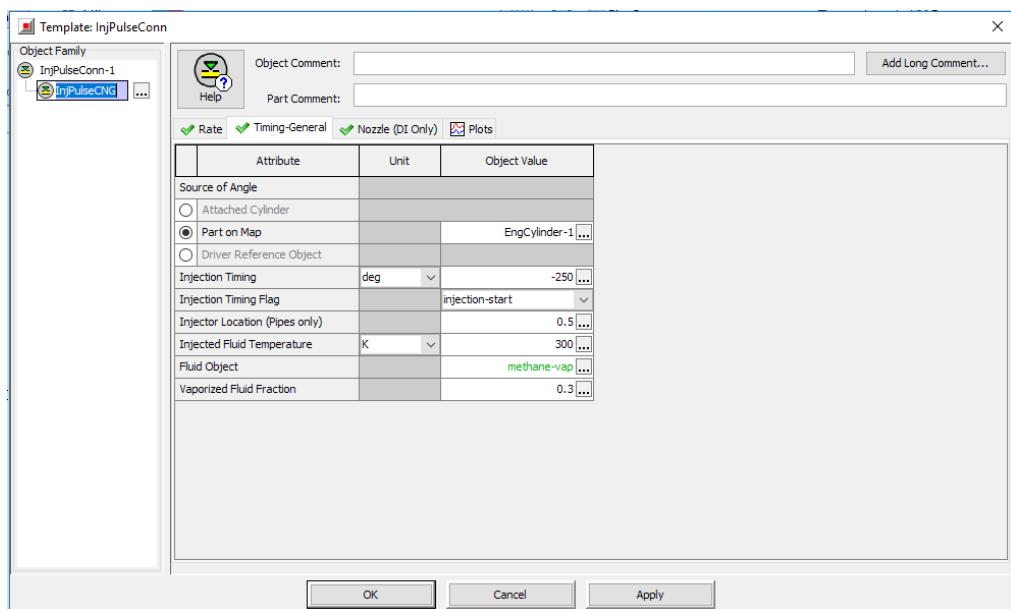 Template: InjPulseConn
Object Family
InjPulseConn-1
InjPulseCNG ...
Help
Object Comment:
Add Long Comment...
Part Comment:
Rate Timing-General Nozzle (DI Only) Plots
Attribute Unit Object Value
Source of Angle
Attached Cylinder
Part on Map EngCylinder-1 ...
Driver Reference Object
Injection Timing deg -250 ...
Injection Timing Flag injection-start
Injector Location (Pipes only) 0.5 ...
Injected Fluid Temperature K 300 ...
Fluid Object methane-vap ...
Vaporized Fluid Fraction 0.3 ...
OK Cancel Apply